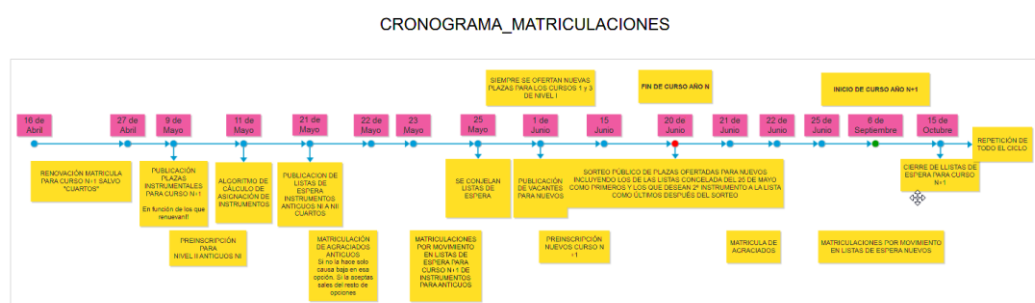 CRONOGRAMA_MATRICULACIONES
SIEMPRE SE OFERTAN NUEVAS
PLAZAS PARA LOS CURSOS 1 y 3
DE NIVEL I
FIN DE CURSO AÑO N
INICIO DE CURSO AÑO N+1
16 de
Abril
27 de
Abril
9 de
Mayo
11 de
Mayo
21 de
Mayo
22 de
Mayo
23
Mayo
25
Mayo
1 de
Junio
15
Junio
20 de
Junio
21 de
Junio
22 de
Junio
25 de
Junio
6 de
Septiembre
15 de
Octubre
REPETICIÓN DE
TODO EL CICLO
RENOVACIÓN MATRICULA
PARA CURSO N+1 SALVO
"CUARTOS"
PUBLICACIÓN
PLAZAS
INSTRUMENTALES
PARA CURSO N+1
En función de los que
renuevan!!
ALGORITMO DE
CÁLCULO DE
ASIGNACIÓN DE
INSTRUMENTOS
PUBLICACION DE
LISTAS DE
ESPERA
INSTRUMENTOS
ANTICUOS NI A NII
CUARTOS
SE CONJELAN
LISTAS DE
ESPERA
PUBLICACIÓN
DE VACANTES
PARA NUEVOS
SORTEO PÚBLICO DE PLAZAS OFERTADAS PARA NUEVOS
INCLUYENDO LOS DE LAS LISTAS CONCELADA DEL 25 DE MAYO
COMO PRIMEROS Y LOS QUE DESEAN 2º INSTRUMENTO A LA LISTA
COMO ÚLTIMOS DESPUÉS DEL SORTEO
CIERRE DE LLISTAS DE
ESPERA PARA CURSO
N+1
PREINSCRIPCIÓN
PARA
NIVEL II ANTICUOS NI
MATRICULACIÓN
DE AGRACIADOS
ANTICUOS
Si no la hace solo
causa baja en esa
opción. Si la aceptas
sales del resto de
opciones
MATRICULACIONES
POR MOVIMIENTO
EN LISTAS DE
ESPERA PARA
CURSO N+1 DE
INSTRUMENTOS
PARA ANTICUOS
PREINSCRIPCIÓN
NUEVOS CURSO N
+1
MATRICULA DE
AGRACIADOS
MATRICULACIONES POR MOVIMIENTO
EN LISTAS DE ESPERA NUEVOS